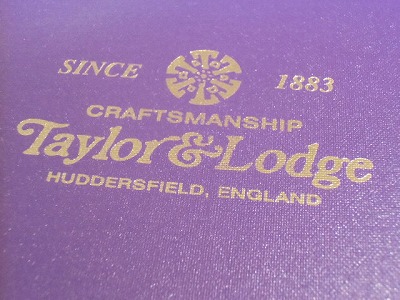 SINCE 1883
CRAFTSMANSHIP
Taylor & Lodge
HUDDERSFIELD, ENGLAND